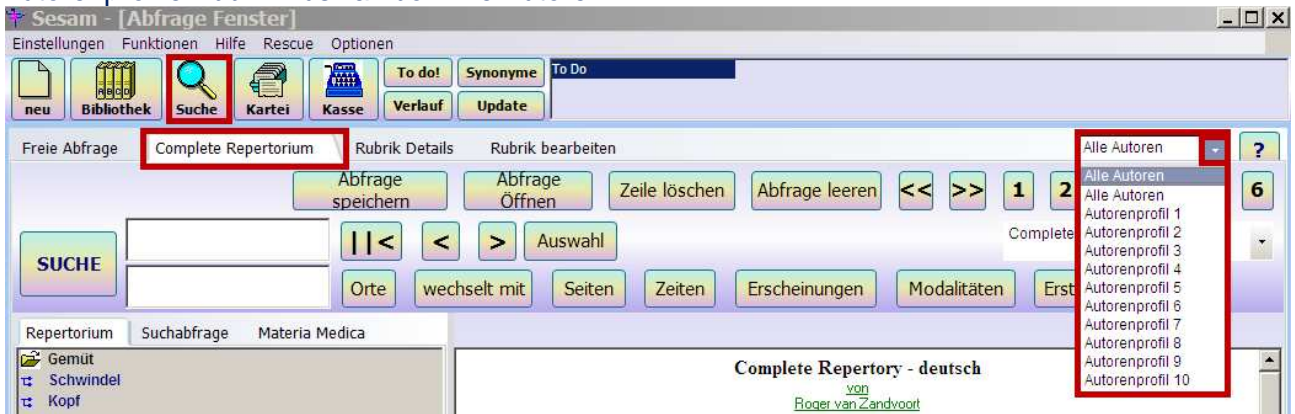 Sesam - [Abfrage Fenster]
Einstellungen Funktionen Hilfe Rescue Optionen
neu Bibliothek Suche Kartei Kasse
To do! Synonyme To Do
Verlauf Update
Freie Abfrage Complete Repertorium Rubrik Details Rubrik bearbeiten Alle Autoren ?
Abfrage speichern Abfrage Öffnen Zeile löschen Abfrage leeren << >> 1 2 6
SUCHE ||< < > Auswahl Complete
Orte wechselt mit Seiten Zeiten Erscheinungen Modalitäten Erst
Alle Autoren
Alle Autoren
Autorenprofil 1
Autorenprofil 2
Autorenprofil 3
Autorenprofil 4
Autorenprofil 5
Autorenprofil 6
Autorenprofil 7
Autorenprofil 8
Autorenprofil 9
Autorenprofil 10
Repertorium Suchabfrage Materia Medica
Gemüt
Schwindel
Kopf
Complete Repertory - deutsch
von
Roger van Zandvoort